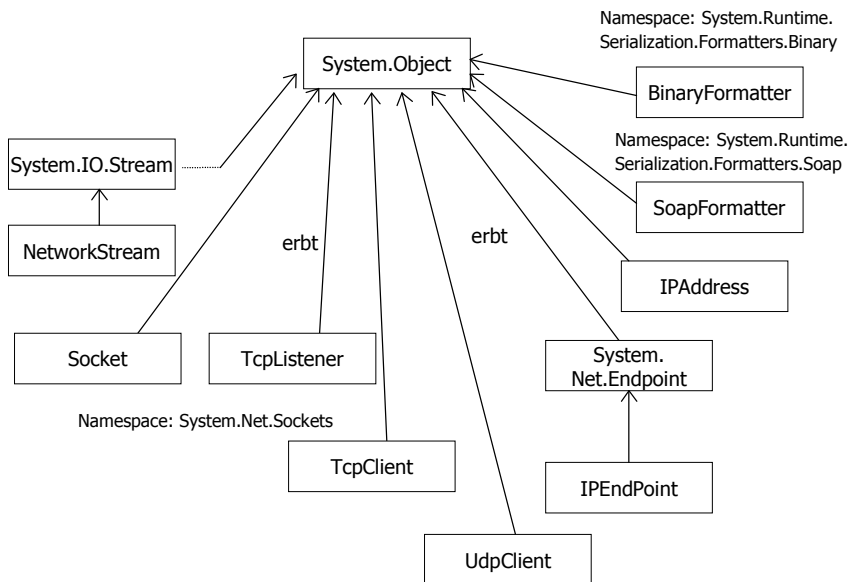 Namespace: System.Runtime.
Serialization.Formatters.Binary
System.Object
BinaryFormatter
Namespace: System.Runtime.
Serialization.Formatters.Soap
System.IO.Stream
SoapFormatter
NetworkStream
erbt
erbt
IPAddress
Socket
TcpListener
System.
Net.Endpoint
Namespace: System.Net.Sockets
TcpClient
IPEndPoint
UdpClient